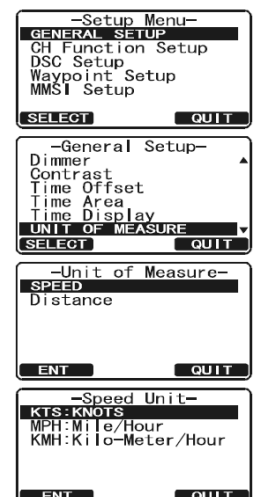 –Setup Menu–
GENERAL SETUP
CH Function Setup
DSC Setup
Waypoint Setup
MMSI Setup
SELECT QUIT
–General Setup–
Dimmer
Contrast
Time Offset
Time Area
Time Display
UNIT OF MEASURE
SELECT QUIT
–Unit of Measure–
SPEED
Distance
ENT QUIT
–Speed Unit–
KTS:KNOTS
MPH:Mile/Hour
KMH:Kilo–Meter/Hour
ENT QUIT